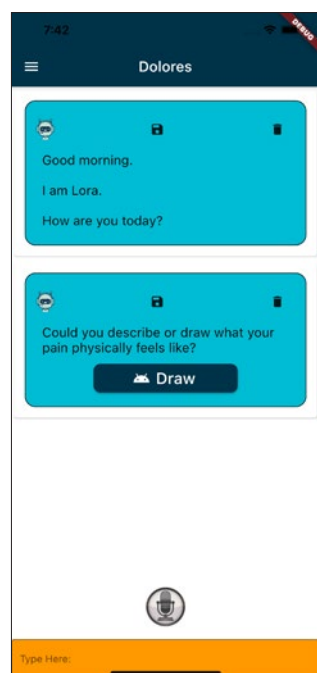 7:42
DEBUG
Dolores
Good morning.
I am Lora.
How are you today?
Could you describe or draw what your
pain physically feels like?
Draw
Type Here: